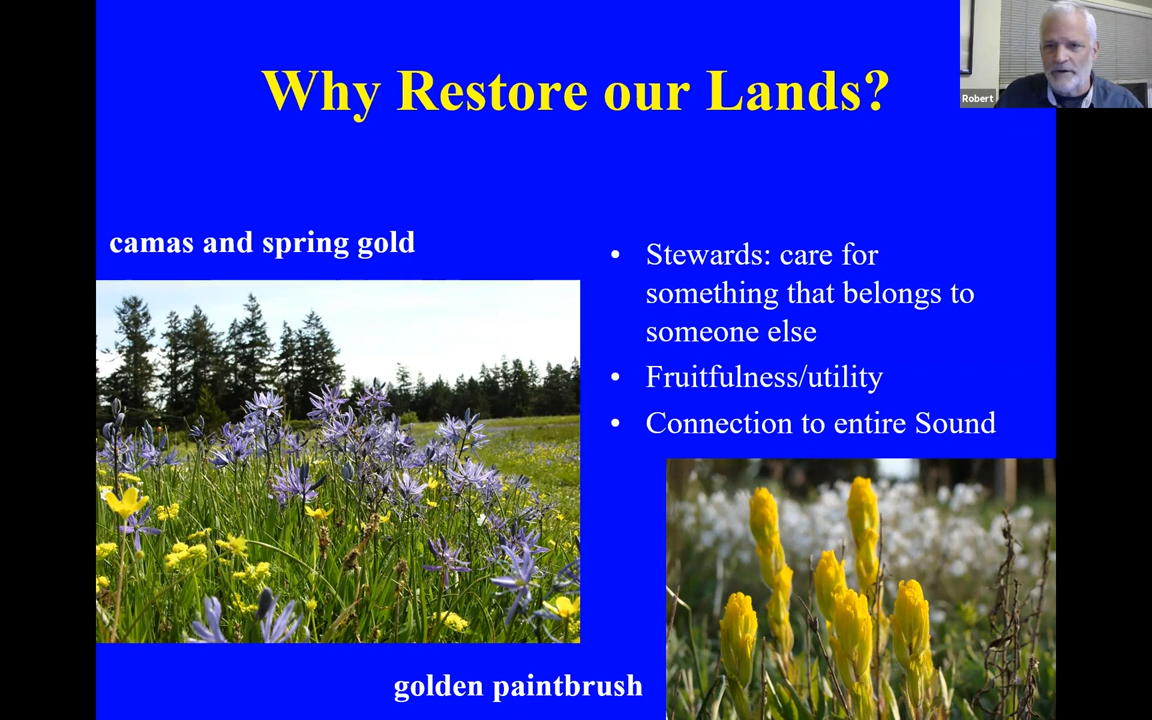 Why Restore our Lands?
Robert
camas and spring gold
• Stewards: care for
something that belongs to
someone else
• Fruitfulness/utility
• Connection to entire Sound
golden paintbrush